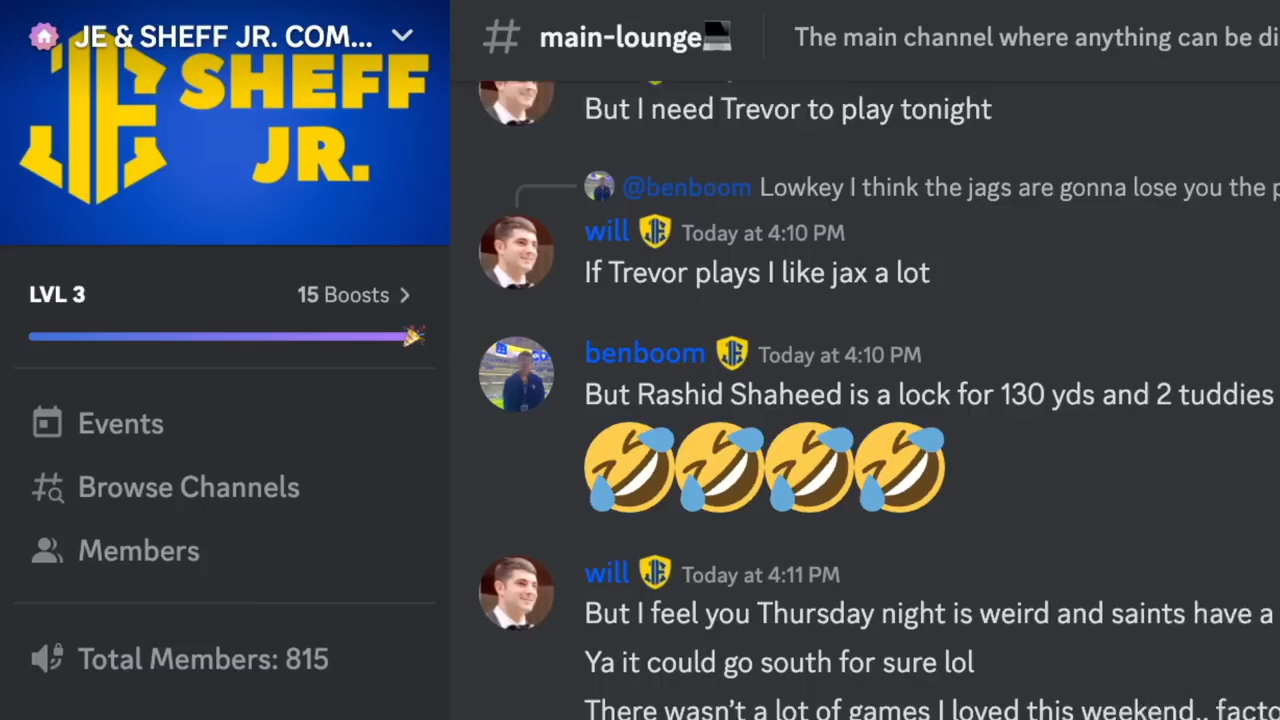 JE & SHEFF JR. COM...
JE SHEFF
JR.
LVL 3
15 Boosts
Events
Browse Channels
Members
Total Members: 815
# main-lounge💻
The main channel where anything can be di
But I need Trevor to play tonight
@benboom Lowkey I think the jags are gonna lose you the p
will JE Today at 4:10 PM
If Trevor plays I like jax a lot
benboom JE Today at 4:10 PM
But Rashid Shaheed is a lock for 130 yds and 2 tuddies
🤣🤣🤣🤣
will JE Today at 4:11 PM
But I feel you Thursday night is weird and saints have a
Ya it could go south for sure lol
There wasn't a lot of games I loved this weekend.. facto